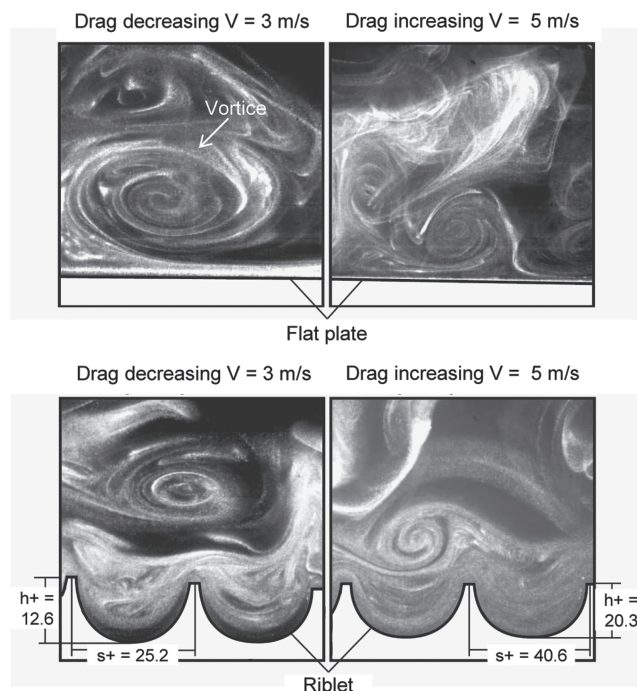 Drag decreasing V = 3 m/s
Drag increasing V = 5 m/s
Vortice
Flat plate
Drag decreasing V = 3 m/s
Drag increasing V = 5 m/s
h+ =
12.6
s+ = 25.2
h+ =
20.3
s+ = 40.6
Riblet